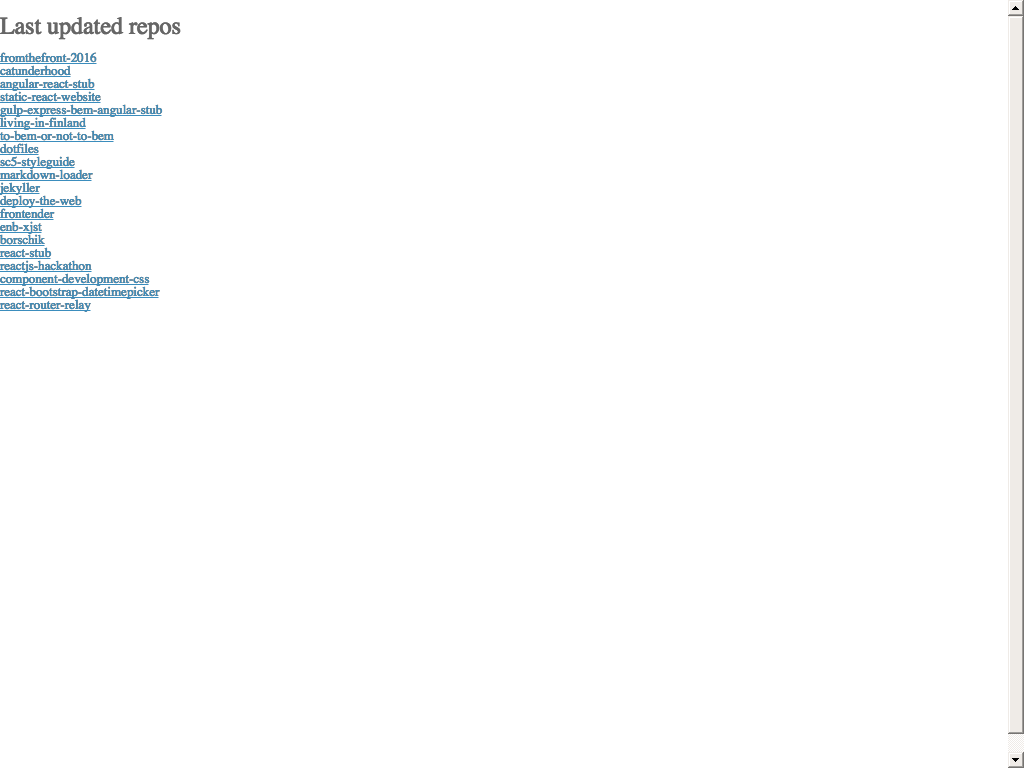 Last updated repos
fromthefront-2016
catunderhood
angular-react-stub
static-react-website
gulp-express-bem-angular-stub
living-in-finland
to-bem-or-not-to-bem
dotfiles
sc5-styleguide
markdown-loader
jekyller
deploy-the-web
frontender
enb-xjst
borschik
react-stub
reactjs-hackathon
component-development-css
react-bootstrap-datetimepicker
react-router-relay